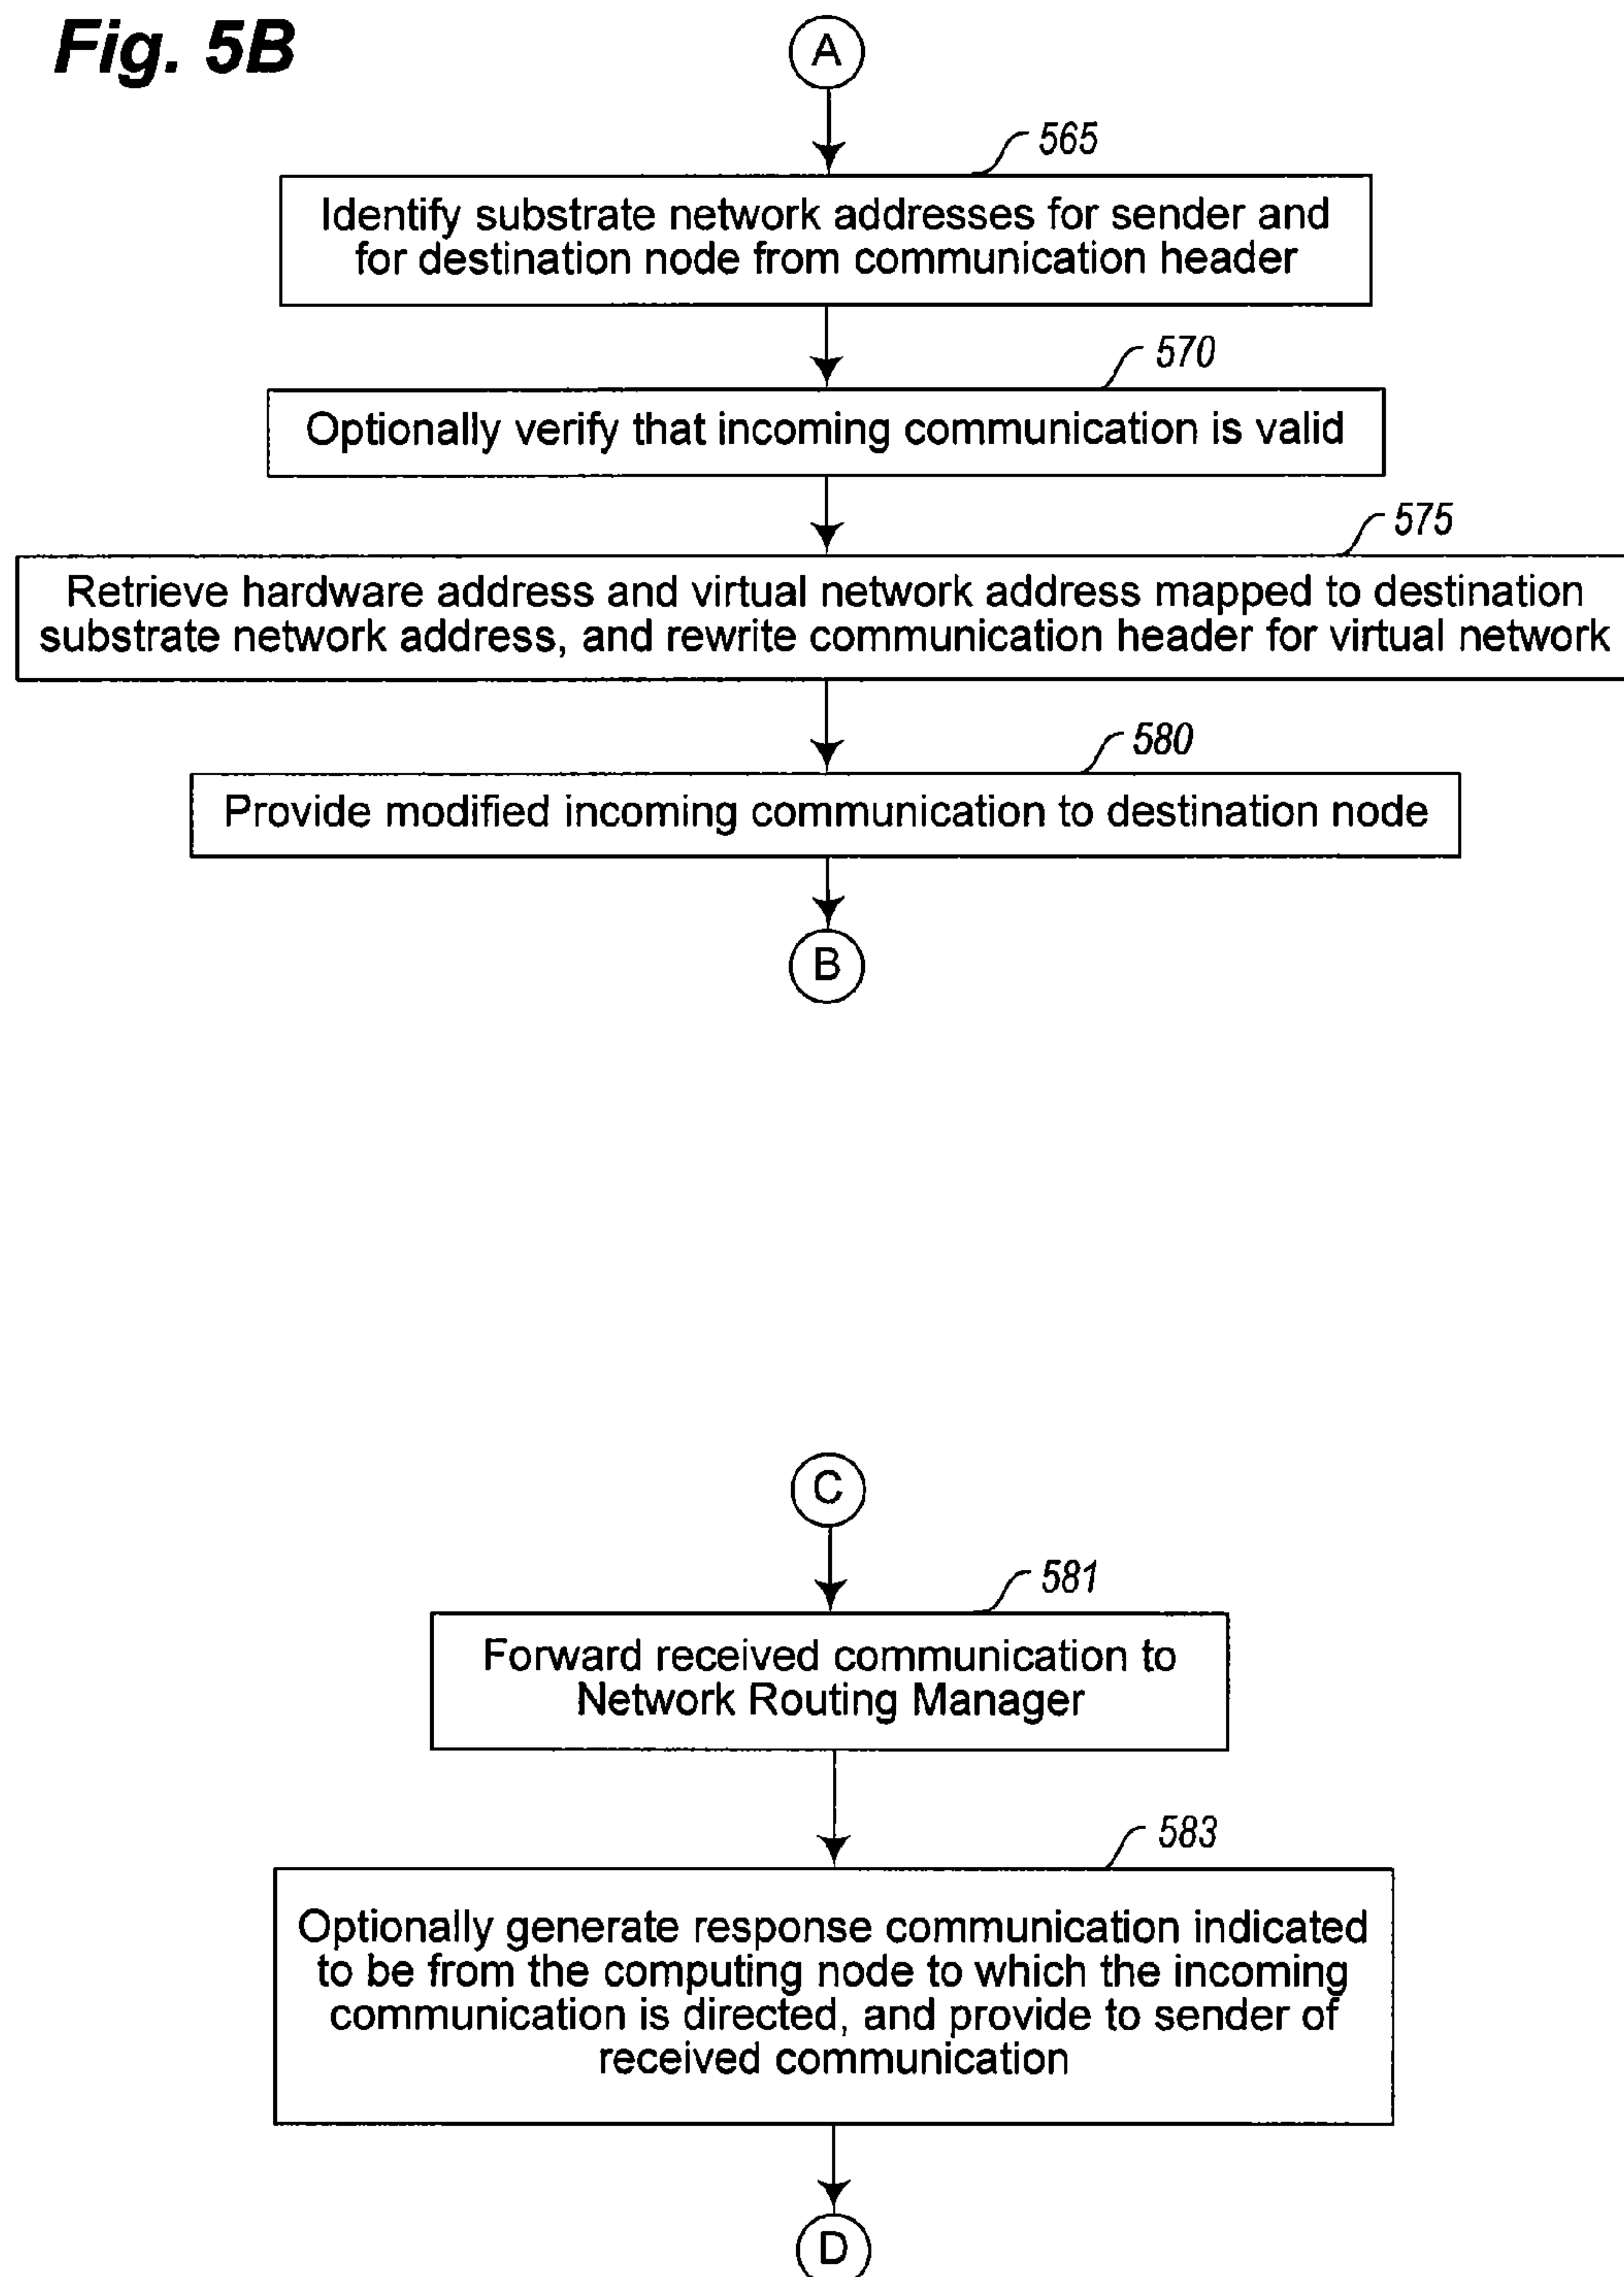 Fig. 5B
A
565
Identify substrate network addresses for sender and
for destination node from communication header
570
Optionally verify that incoming communication is valid
575
Retrieve hardware address and virtual network address mapped to destination
substrate network address, and rewrite communication header for virtual network
580
Provide modified incoming communication to destination node
B
C
581
Forward received communication to
Network Routing Manager
583
Optionally generate response communication indicated
to be from the computing node to which the incoming
communication is directed, and provide to sender of
received communication
D